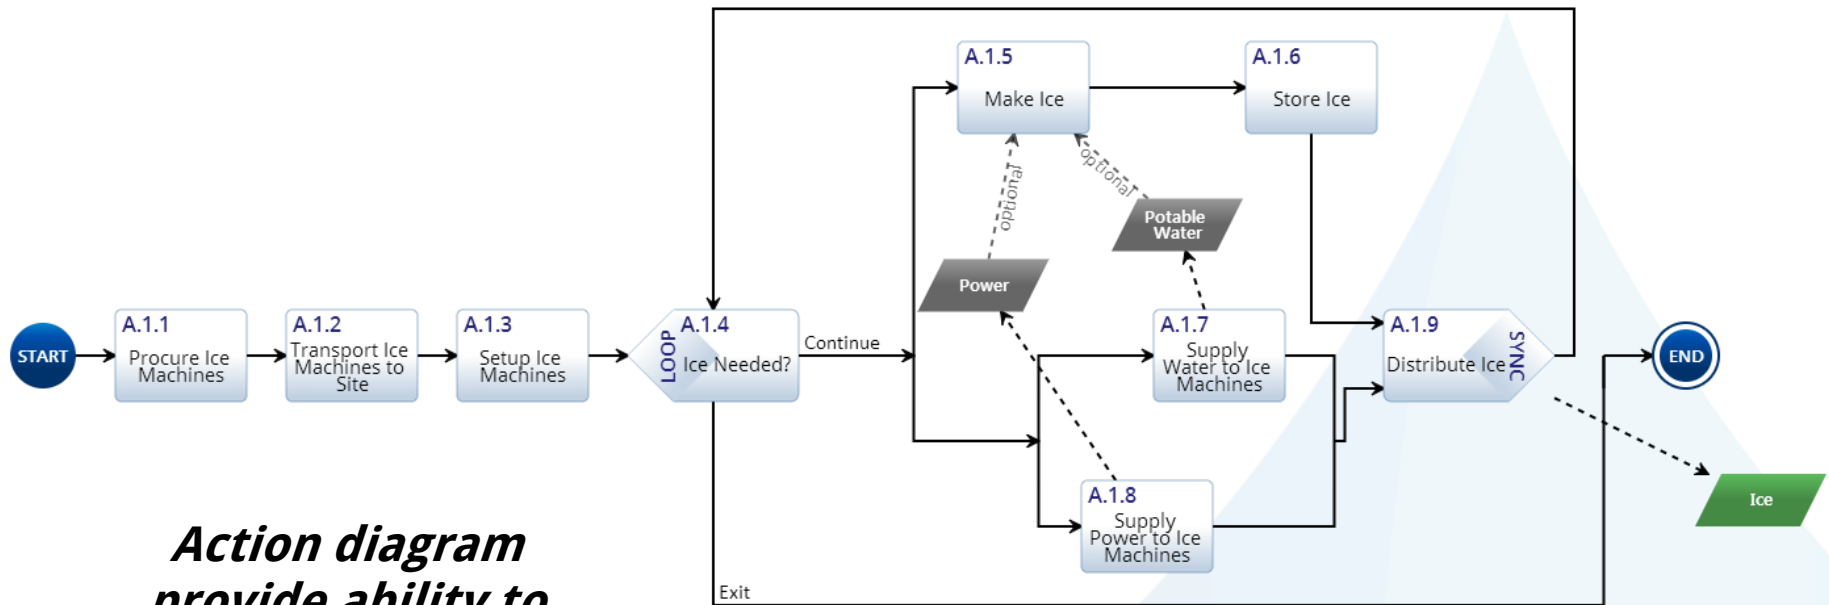 START
A.1.1
Procure Ice
Machines
A.1.2
Transport Ice
Machines to
Site
A.1.3
Setup Ice
Machines
LOOP
A.1.4
Ice Needed?
Continue
Exit
A.1.5
Make Ice
A.1.6
Store Ice
optional
optional
Potable
Water
Power
A.1.7
Supply
Water to Ice
Machines
A.1.8
Supply
Power to Ice
Machines
A.1.9
Distribute Ice
SYNC
END
Ice
Action diagram
provide ability to